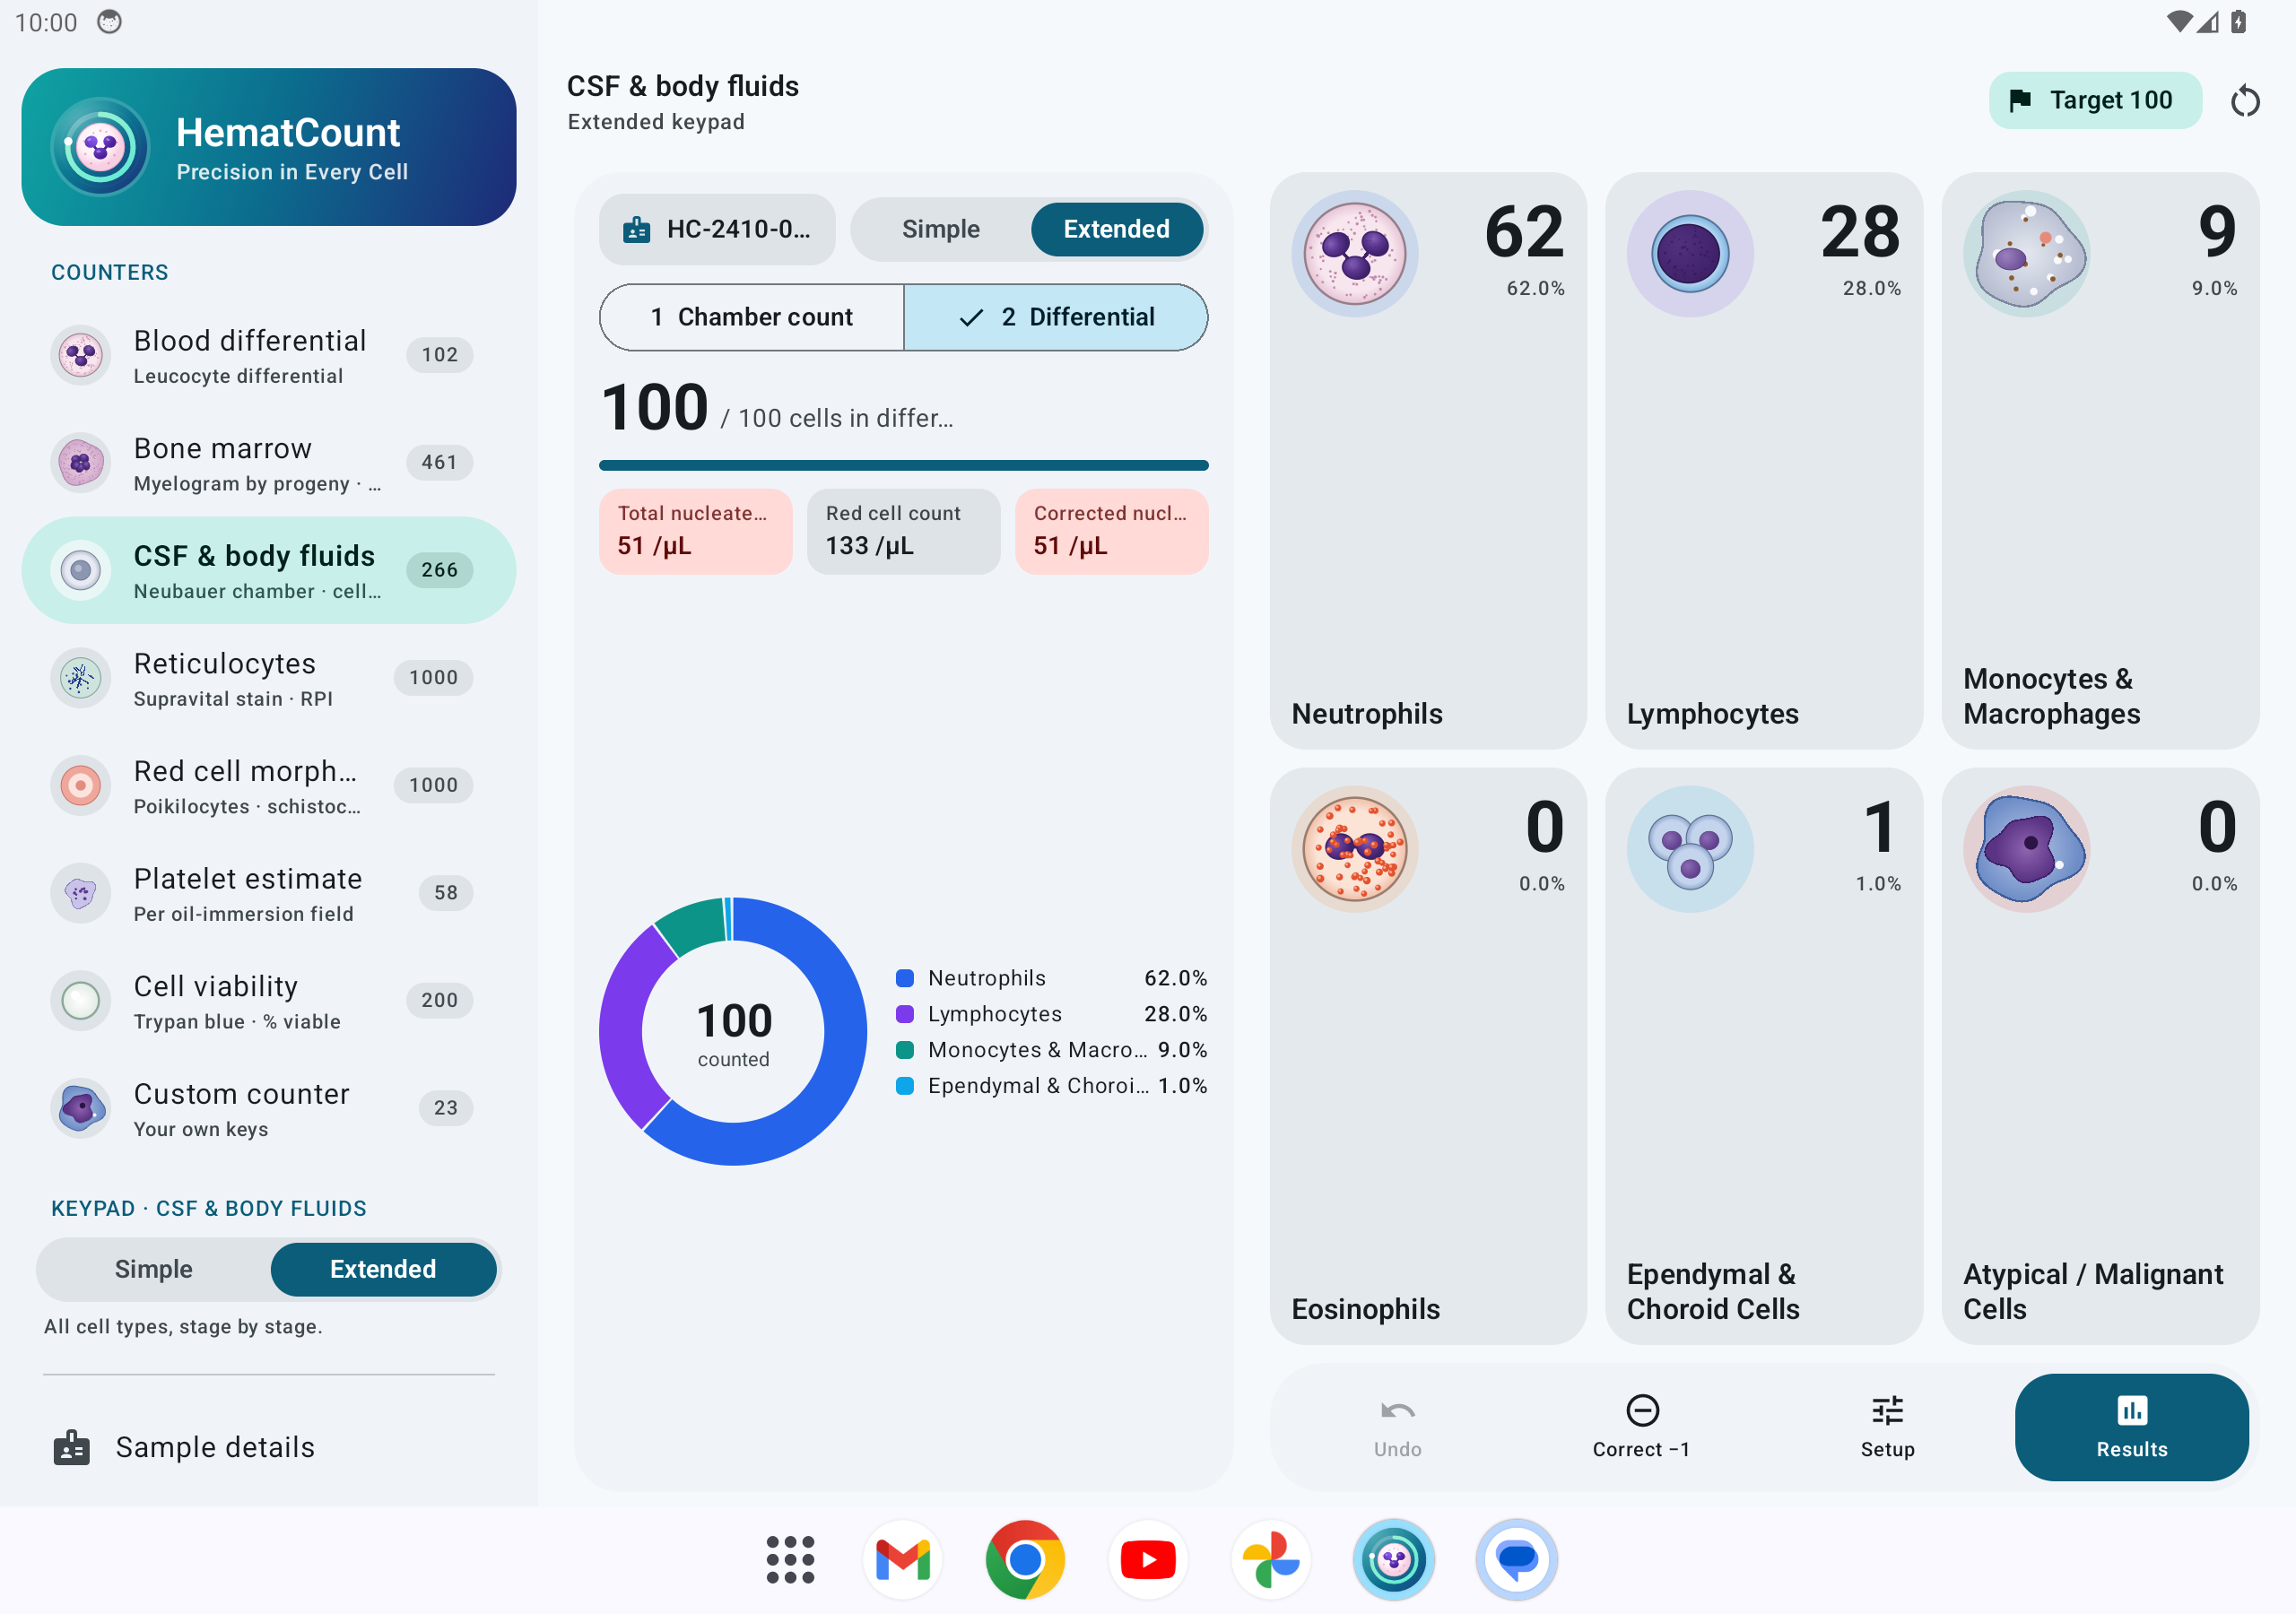 10:00
HematCount
Precision in Every Cell
COUNTERS
Blood differential
Leucocyte differential
102
Bone marrow
Myelogram by progeny · …
461
CSF & body fluids
Neubauer chamber · cell…
266
Reticulocytes
Supravital stain · RPI
1000
Red cell morph…
Poikilocytes · schistoc…
1000
Platelet estimate
Per oil-immersion field
58
Cell viability
Trypan blue · % viable
200
Custom counter
Your own keys
23
KEYPAD · CSF & BODY FLUIDS
Simple
Extended
All cell types, stage by stage.
Sample details
CSF & body fluids
Extended keypad
Target 100
HC-2410-0…
Simple
Extended
1 Chamber count
2 Differential
100 / 100 cells in differ…
Total nucleate…
51 /µL
Red cell count
133 /µL
Corrected nucl…
51 /µL
100
counted
Neutrophils 62.0%
Lymphocytes 28.0%
Monocytes & Macro… 9.0%
Ependymal & Choroi… 1.0%
62
62.0%
Neutrophils
28
28.0%
Lymphocytes
9
9.0%
Monocytes &
Macrophages
0
0.0%
Eosinophils
1
1.0%
Ependymal &
Choroid Cells
0
0.0%
Atypical / Malignant
Cells
Undo
Correct −1
Setup
Results